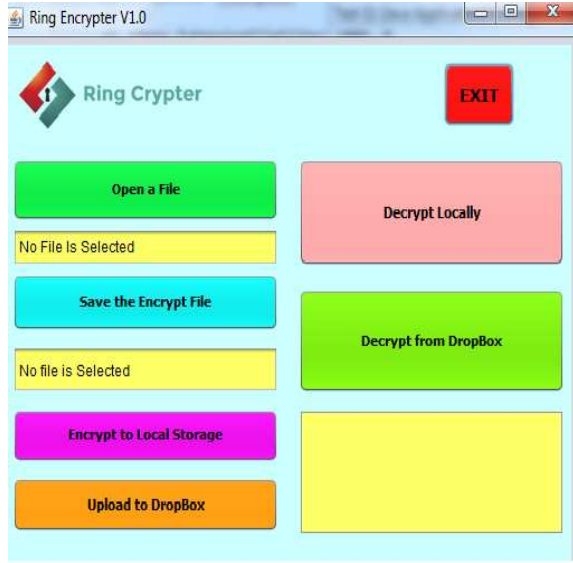 Ring Encrypter V1.0
Ring Crypter
EXIT
Open a File
No File Is Selected
Save the Encrypt File
No file is Selected
Encrypt to Local Storage
Upload to DropBox
Decrypt Locally
Decrypt from DropBox